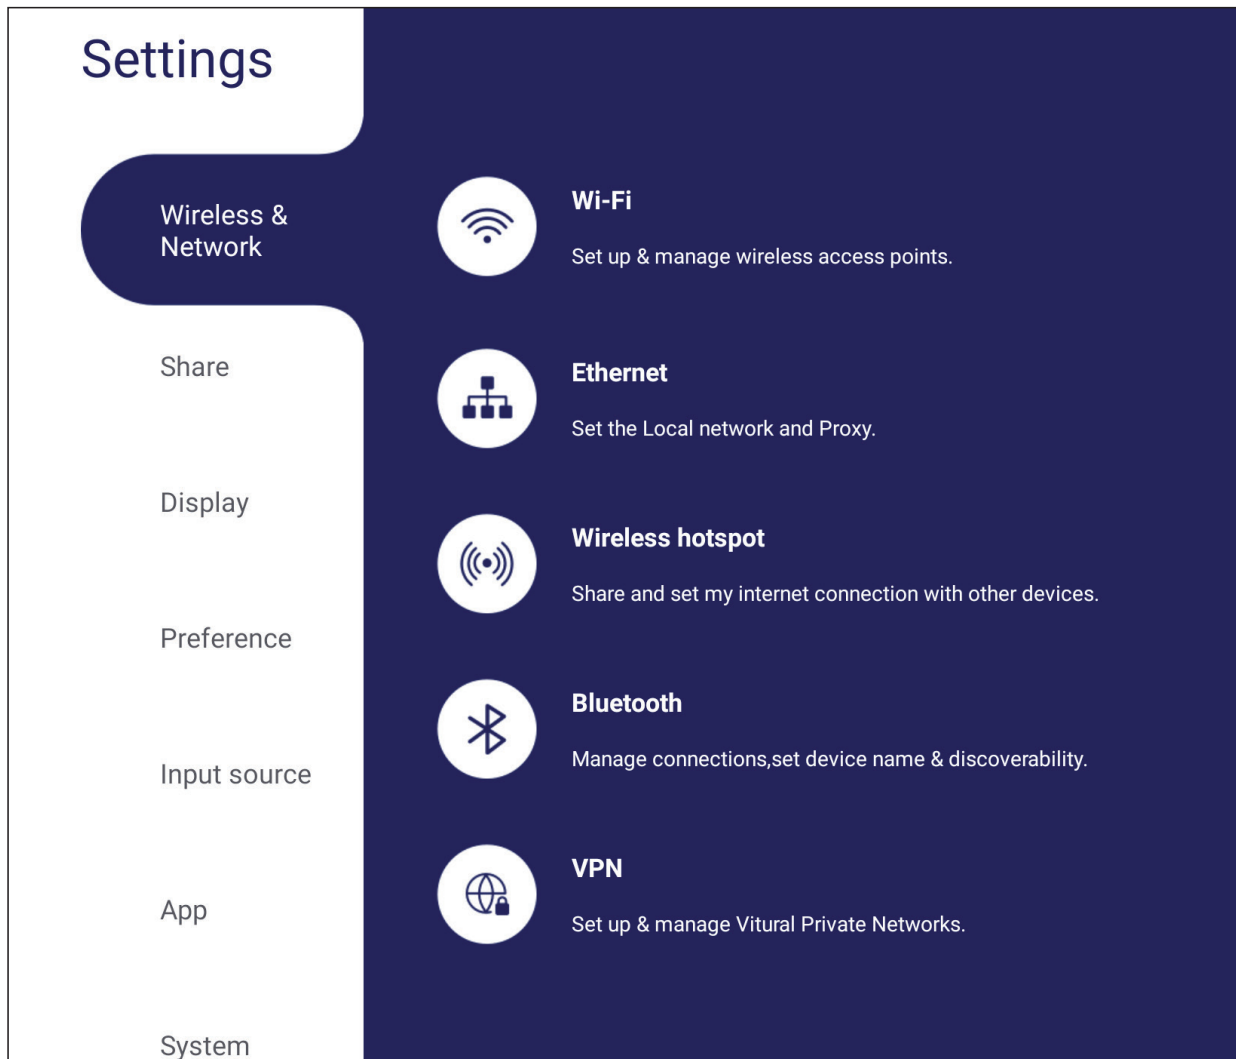 Settings
Wireless &
Network
Share
Display
Preference
Input source
App
System
Wi-Fi
Set up & manage wireless access points.
Ethernet
Set the Local network and Proxy.
Wireless hotspot
Share and set my internet connection with other devices.
Bluetooth
Manage connections,set device name & discoverability.
VPN
Set up & manage Vitural Private Networks.